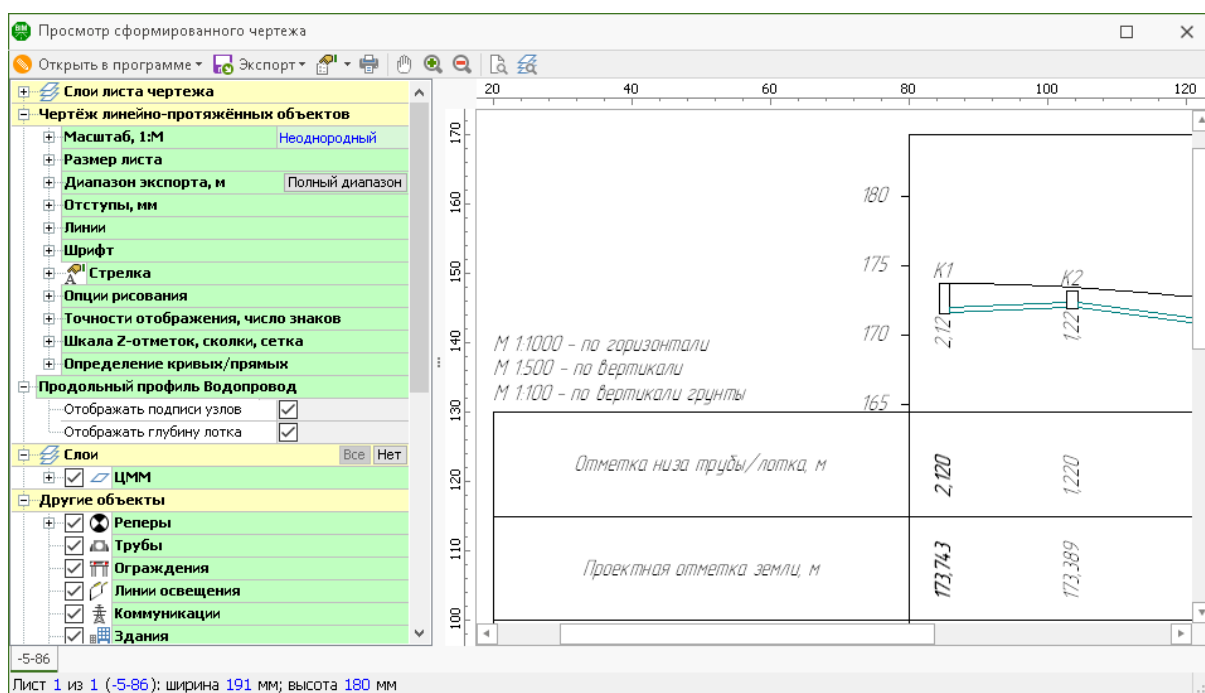 Просмотр сформированного чертежа
Открыть в программе Экспорт
Слои листа чертежа
Чертёж линейно-протяжённых объектов
Масштаб, 1:М Неоднородный
Размер листа
Диапазон экспорта, м Полный диапазон
Отступы, мм
Линии
Шрифт
Стрелка
Опции рисования
Точности отображения, число знаков
Шкала Z-отметок, сколки, сетка
Определение кривых/прямых
Продольный профиль Водопровод
Отображать подписи узлов
Отображать глубину лотка
Слои Все Нет
ЦММ
Другие объекты
Реперы
Трубы
Ограждения
Линии освещения
Коммуникации
Здания
20 40 60 80 100 120
170
160
150
140
130
120
110
100
180
175
170
165
К1
К2
2,12
1,22
М 1:1000 - по горизонтали
М 1:500 - по вертикали
М 1:100 - по вертикали грунты
Отметка низа трубы/лотка, м 2,120 1,220
Проектная отметка земли, м 173,743 173,389
-5-86
Лист 1 из 1 (-5-86): ширина 191 мм; высота 180 мм